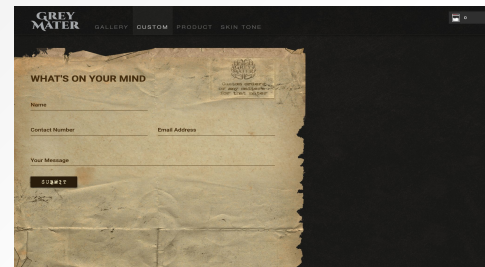 GREY
MATER
GALLERY CUSTOM PRODUCT SKIN TONE
0
WHAT'S ON YOUR MIND
Name
Contact Number Email Address
Your Message
SUBMIT